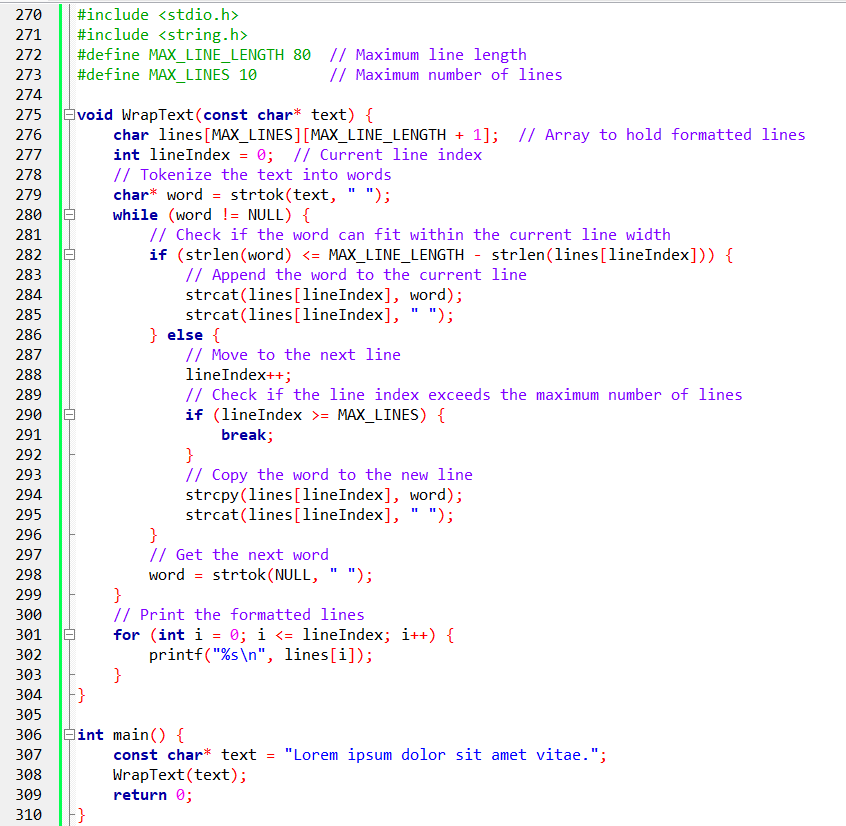 270 #include <stdio.h>
271 #include <string.h>
272 #define MAX_LINE_LENGTH 80  // Maximum line length
273 #define MAX_LINES 10        // Maximum number of lines
274
275 void WrapText(const char* text) {
276     char lines[MAX_LINES][MAX_LINE_LENGTH + 1];  // Array to hold formatted lines
277     int lineIndex = 0;  // Current line index
278     // Tokenize the text into words
279     char* word = strtok(text, " ");
280     while (word != NULL) {
281         // Check if the word can fit within the current line width
282         if (strlen(word) <= MAX_LINE_LENGTH - strlen(lines[lineIndex])) {
283             // Append the word to the current line
284             strcat(lines[lineIndex], word);
285             strcat(lines[lineIndex], " ");
286         } else {
287             // Move to the next line
288             lineIndex++;
289             // Check if the line index exceeds the maximum number of lines
290             if (lineIndex >= MAX_LINES) {
291                 break;
292             }
293             // Copy the word to the new line
294             strcpy(lines[lineIndex], word);
295             strcat(lines[lineIndex], " ");
296         }
297         // Get the next word
298         word = strtok(NULL, " ");
299     }
300     // Print the formatted lines
301     for (int i = 0; i <= lineIndex; i++) {
302         printf("%s\n", lines[i]);
303     }
304 }
305
306 int main() {
307     const char* text = "Lorem ipsum dolor sit amet vitae.";
308     WrapText(text);
309     return 0;
310 }